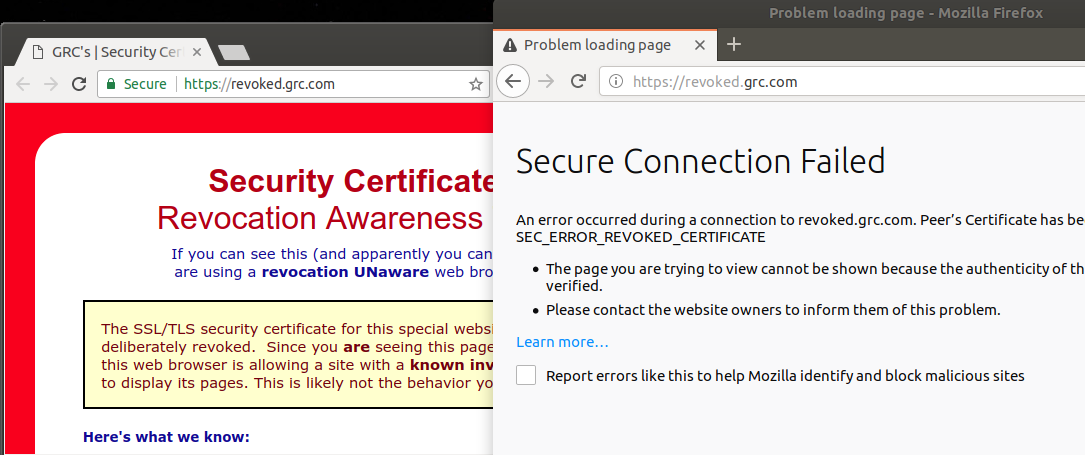 GRC's | Security Cer
Secure
https://revoked.grc.com
Security Certificate
Revocation Awareness
If you can see this (and apparently you can
are using a revocation UNaware web bro
The SSL/TLS security certificate for this special webs
deliberately revoked. Since you are seeing this page
this web browser is allowing a site with a known inv
to display its pages. This is likely not the behavior yo
Here's what we know:
Problem loading page - Mozilla Firefox
Problem loading page
https://revoked.grc.com
Secure Connection Failed
An error occurred during a connection to revoked.grc.com. Peer’s Certificate has be
SEC_ERROR_REVOKED_CERTIFICATE
The page you are trying to view cannot be shown because the authenticity of th
verified.
Please contact the website owners to inform them of this problem.
Learn more…
Report errors like this to help Mozilla identify and block malicious sites